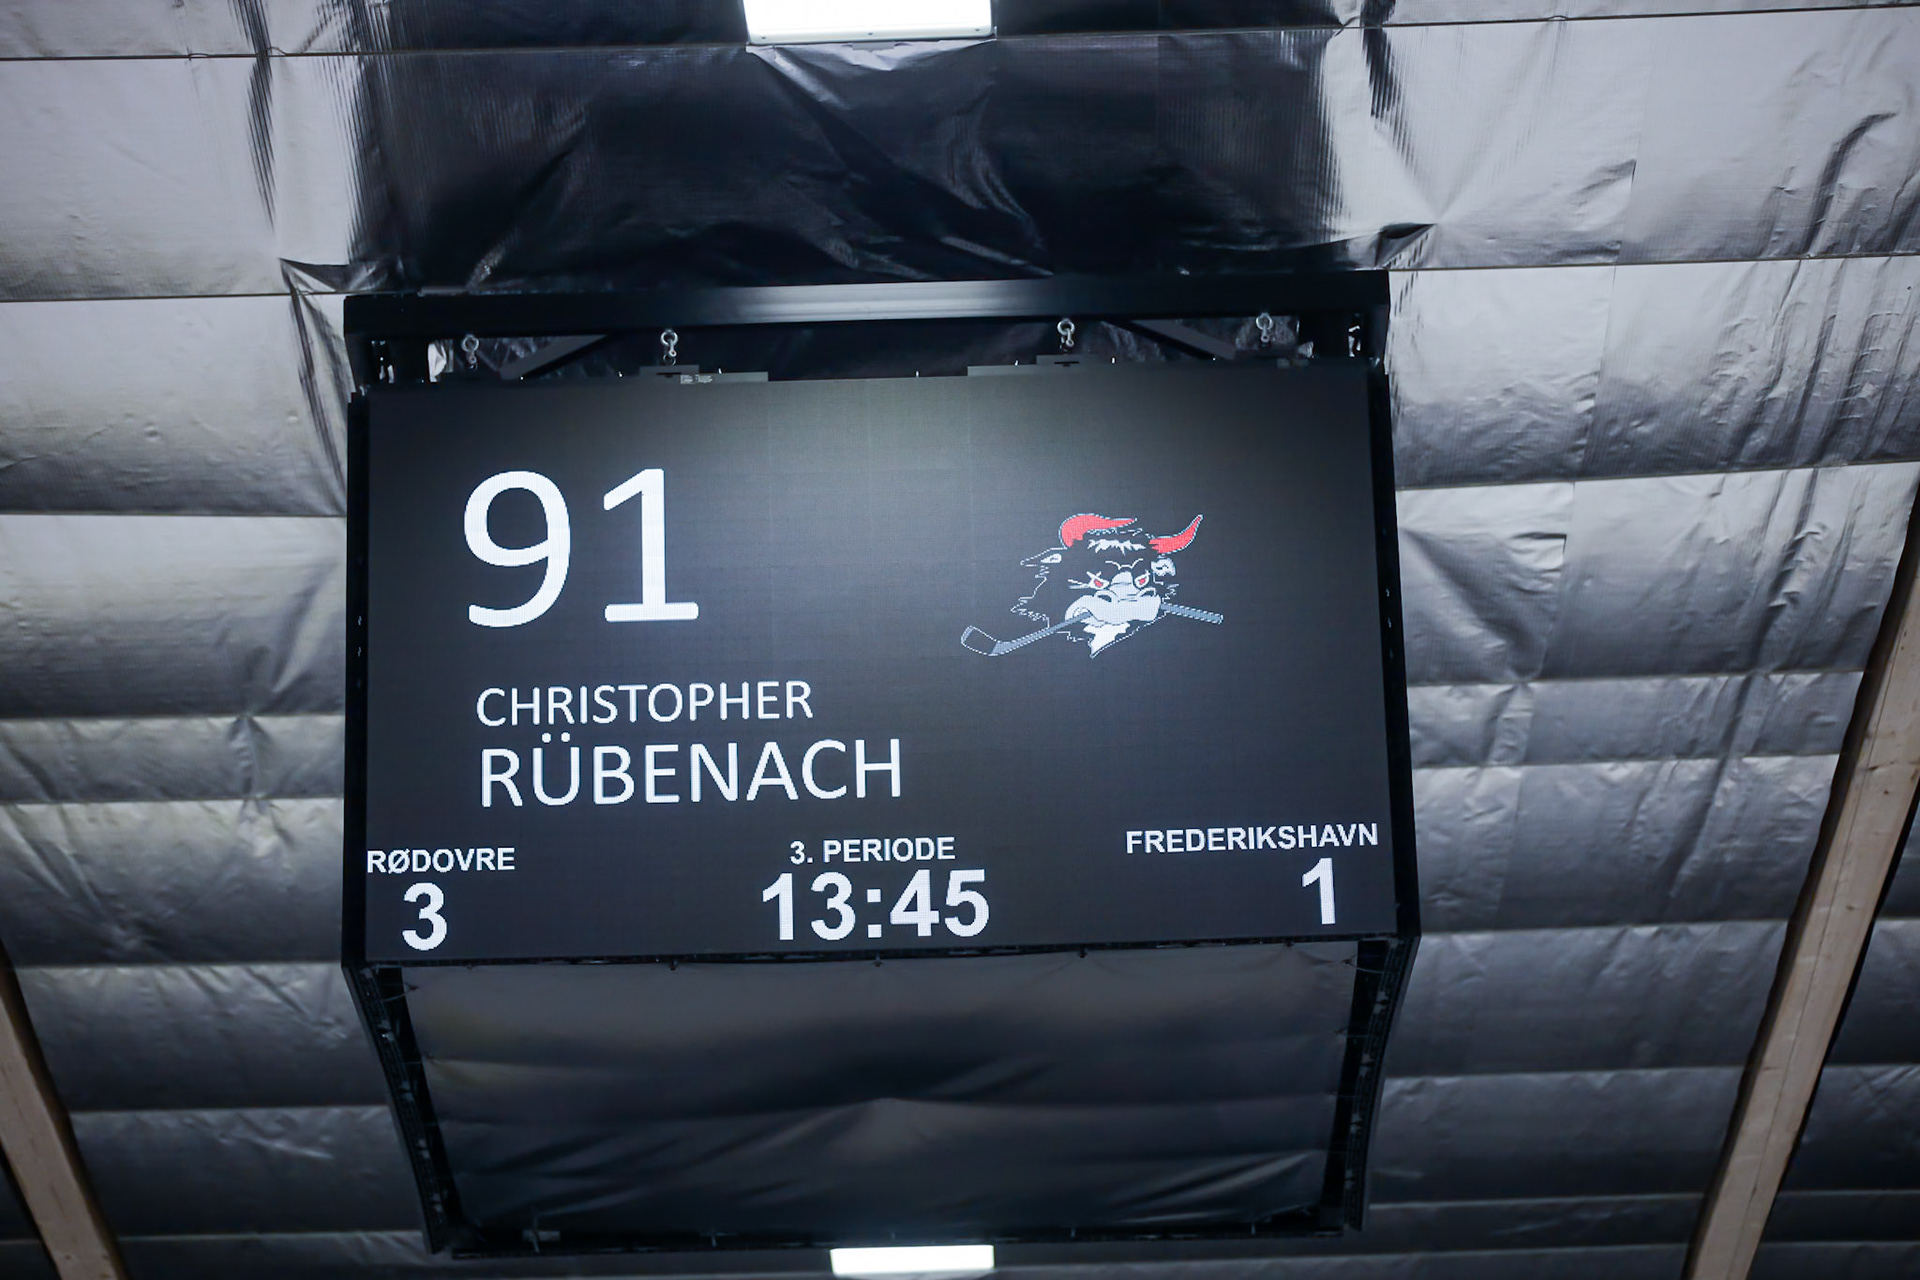 91
CHRISTOPHER
RÜBENACH
RØDOVRE
3
3. PERIODE
13:45
FREDERIKSHAVN
1